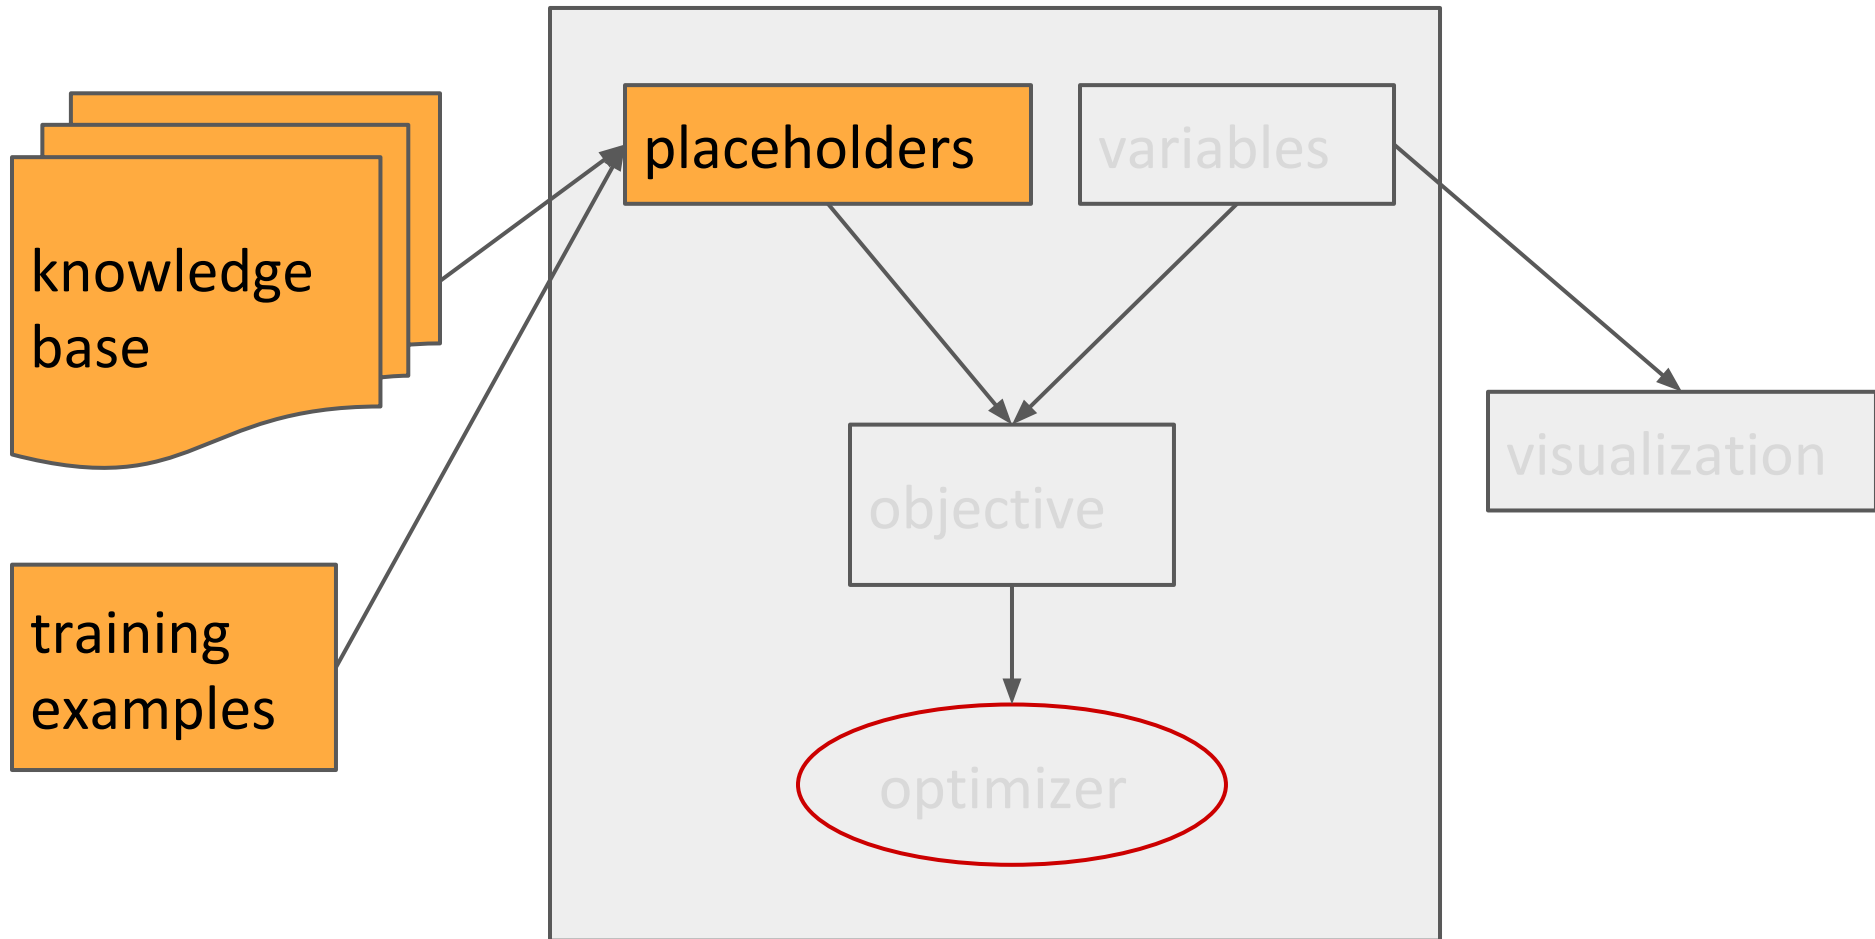 placeholders
variables
knowledge
base
visualization
objective
training
examples
optimizer